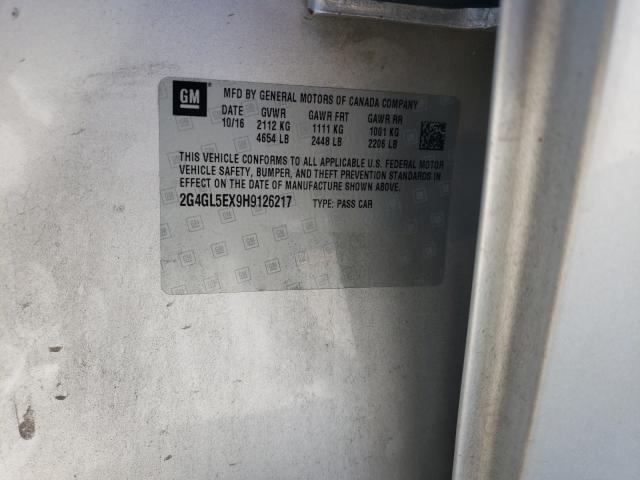 GM
MFD BY GENERAL MOTORS OF CANADA COMPANY
DATE GVWR GAWR FRT GAWR RR
10/16 2112 KG 1111 KG 1001 KG
4654 LB 2448 LB 2206 LB
THIS VEHICLE CONFORMS TO ALL APPLICABLE U.S. FEDERAL MOTOR
VEHICLE SAFETY, BUMPER, AND THEFT PREVENTION STANDARDS IN
EFFECT ON THE DATE OF MANUFACTURE SHOWN ABOVE.
2G4GL5EX9H9126217 TYPE: PASS CAR